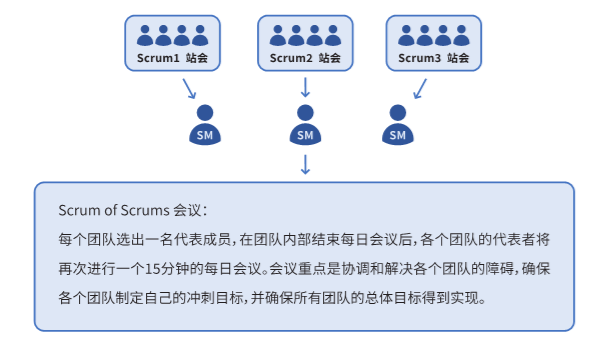 Scrum1 站会
Scrum2 站会
Scrum3 站会
SM
SM
SM
Scrum of Scrums 会议：
每个团队选出一名代表成员，在团队内部结束每日会议后，各个团队的代表者将
再次进行一个15分钟的每日会议。会议重点是协调和解决各个团队的障碍，确保
各个团队制定自己的冲刺目标，并确保所有团队的总体目标得到实现。